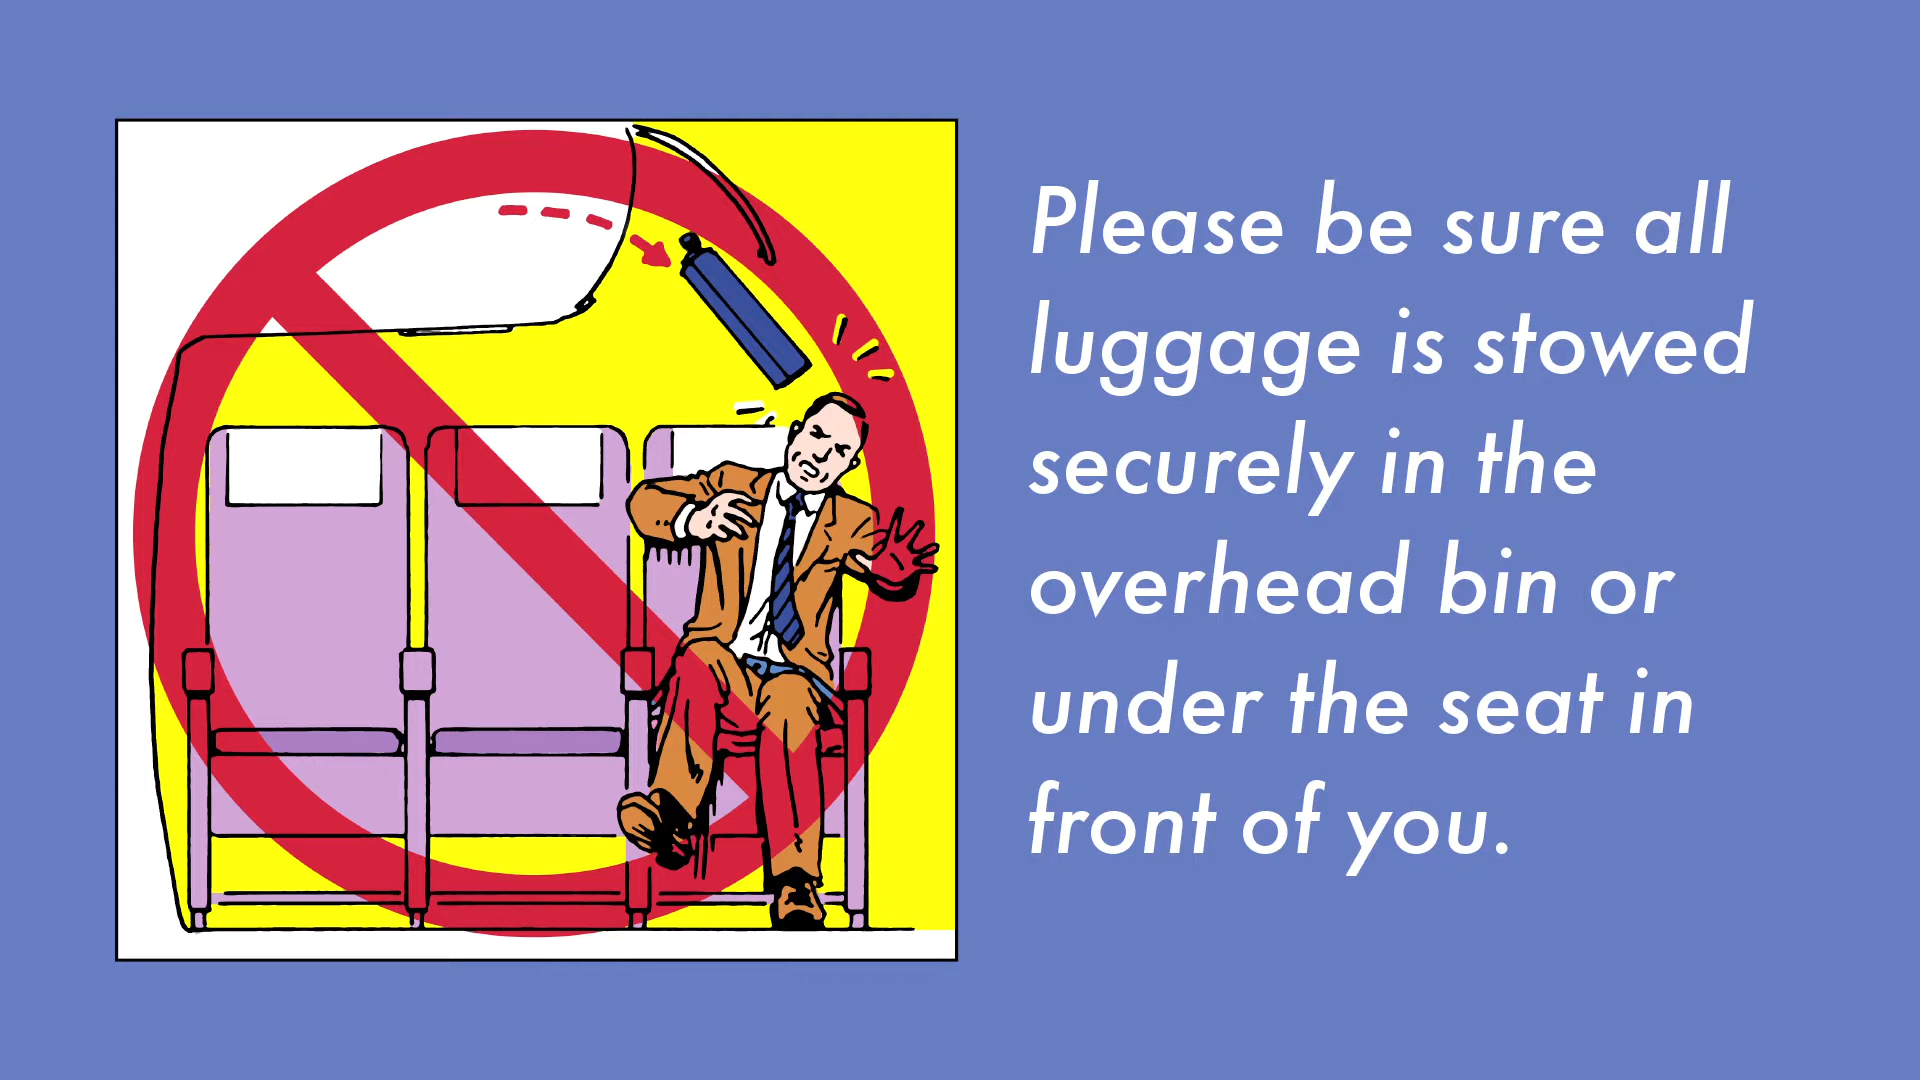 Please be sure all
luggage is stowed
securely in the
overhead bin or
under the seat in
front of you.